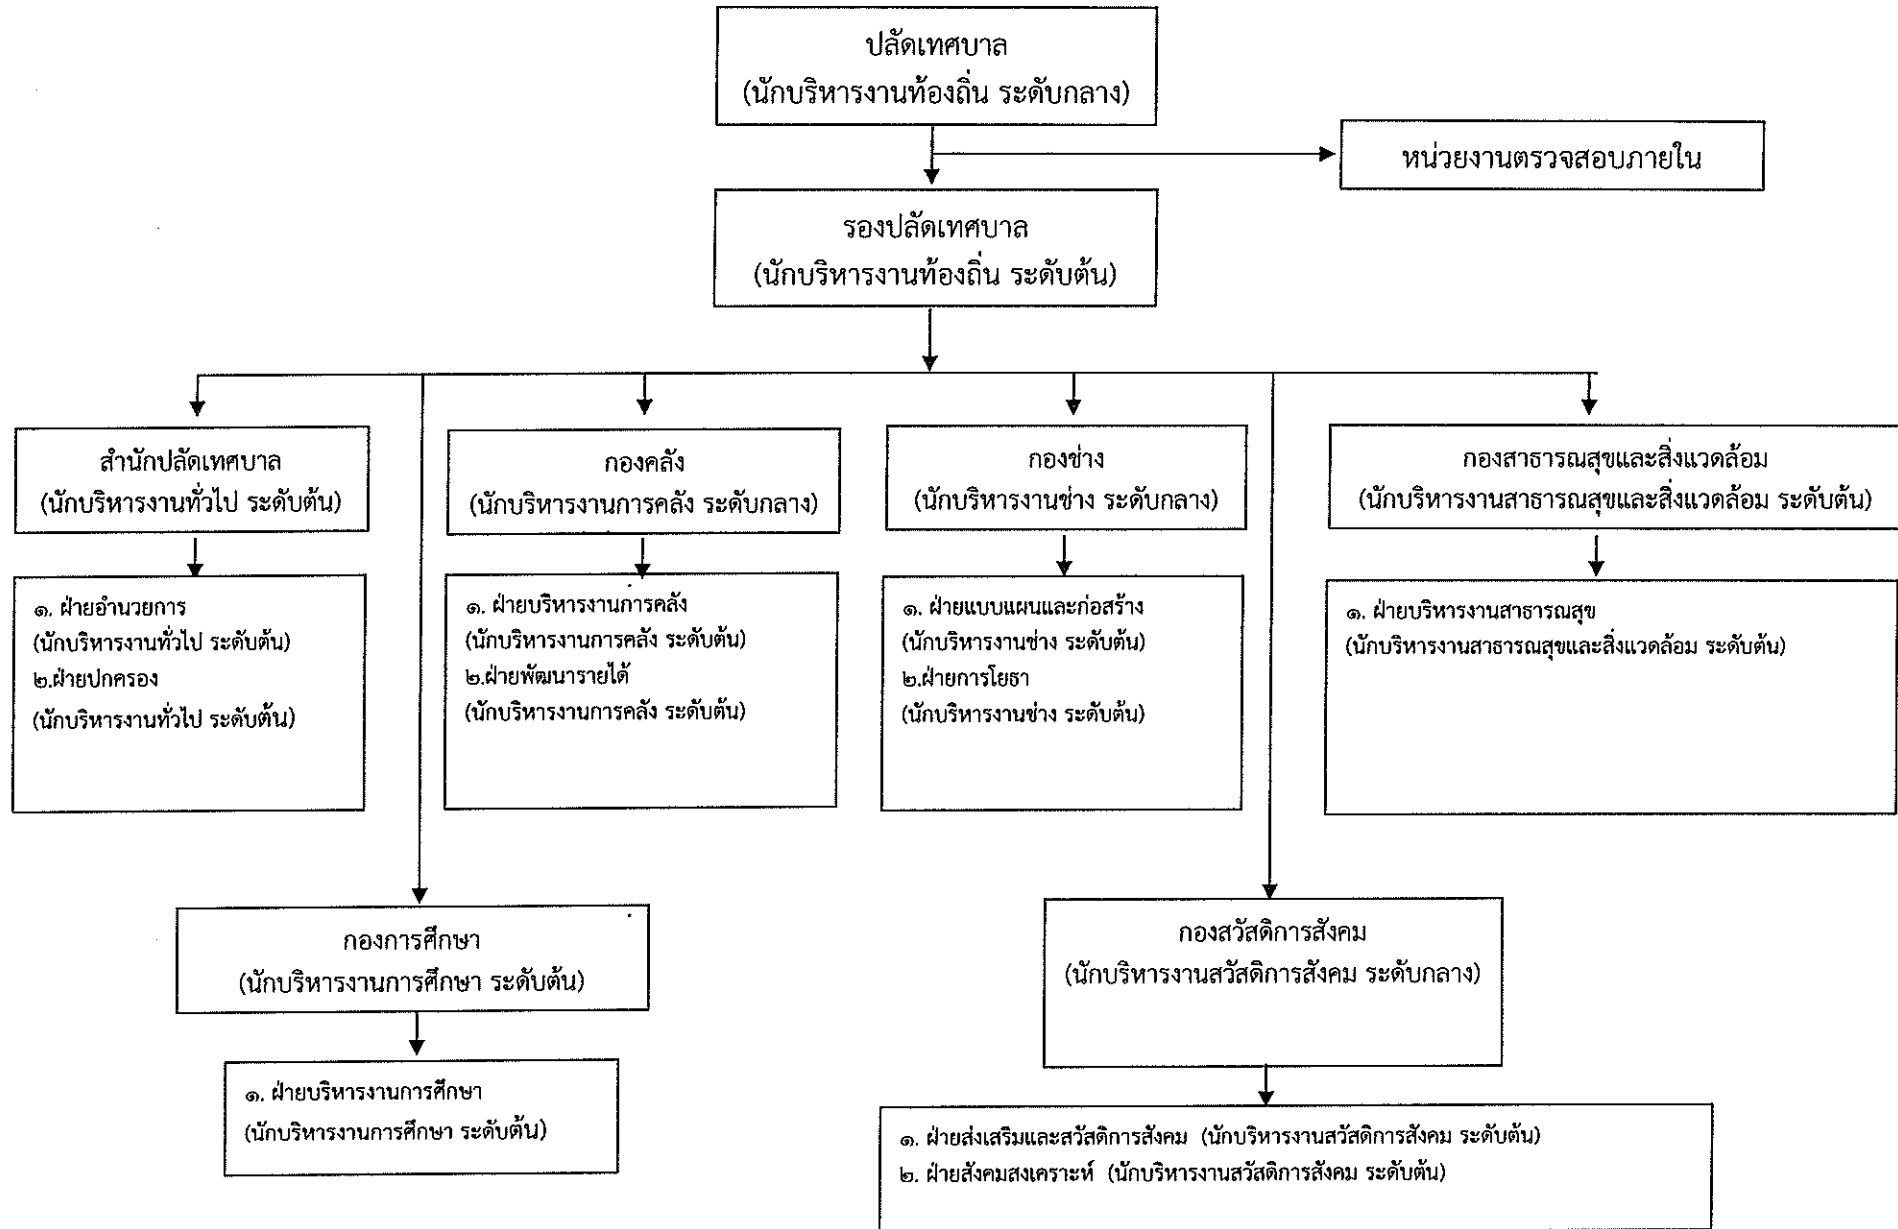 ปลัดเทศบาล
(นักบริหารงานท้องถิ่น ระดับกลาง)
หน่วยงานตรวจสอบภายใน
รองปลัดเทศบาล
(นักบริหารงานท้องถิ่น ระดับต้น)
สำนักปลัดเทศบาล
(นักบริหารงานทั่วไป ระดับต้น)
กองคลัง
(นักบริหารงานการคลัง ระดับกลาง)
กองช่าง
(นักบริหารงานช่าง ระดับกลาง)
กองสาธารณสุขและสิ่งแวดล้อม
(นักบริหารงานสาธารณสุขและสิ่งแวดล้อม ระดับต้น)
๑. ฝ่ายอำนวยการ
(นักบริหารงานทั่วไป ระดับต้น)
๒.ฝ่ายปกครอง
(นักบริหารงานทั่วไป ระดับต้น)
๑. ฝ่ายบริหารงานการคลัง
(นักบริหารงานการคลัง ระดับต้น)
๒.ฝ่ายพัฒนารายได้
(นักบริหารงานการคลัง ระดับต้น)
๑. ฝ่ายแบบแผนและก่อสร้าง
(นักบริหารงานช่าง ระดับต้น)
๒.ฝ่ายการโยธา
(นักบริหารงานช่าง ระดับต้น)
๑. ฝ่ายบริหารงานสาธารณสุข
(นักบริหารงานสาธารณสุขและสิ่งแวดล้อม ระดับต้น)
กองการศึกษา
(นักบริหารงานการศึกษา ระดับต้น)
กองสวัสดิการสังคม
(นักบริหารงานสวัสดิการสังคม ระดับกลาง)
๑. ฝ่ายบริหารงานการศึกษา
(นักบริหารงานการศึกษา ระดับต้น)
๑. ฝ่ายส่งเสริมและสวัสดิการสังคม (นักบริหารงานสวัสดิการสังคม ระดับต้น)
๒. ฝ่ายสังคมสงเคราะห์ (นักบริหารงานสวัสดิการสังคม ระดับต้น)